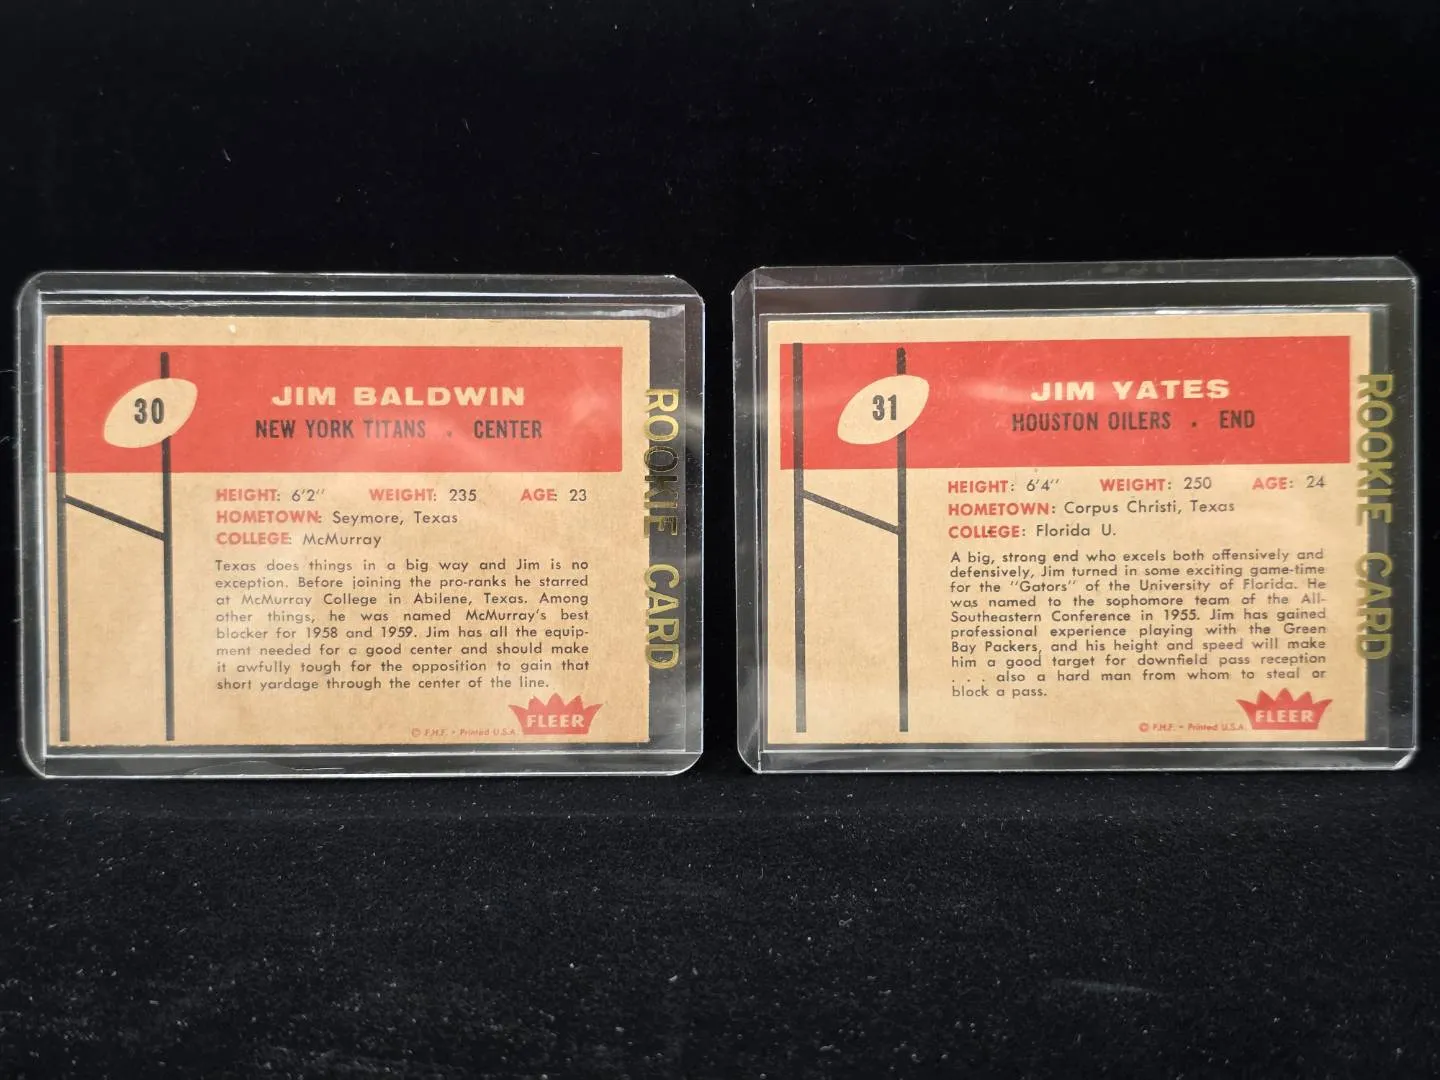 30
JIM BALDWIN
NEW YORK TITANS . CENTER
HEIGHT: 6'2" WEIGHT: 235 AGE: 23
HOMETOWN: Seymore, Texas
COLLEGE: McMurray
Texas does things in a big way and Jim is no
exception. Before joining the pro-ranks he starred
at McMurray College in Abilene, Texas. Among
other things, he was named McMurray's best
blocker for 1958 and 1959. Jim has all the equip-
ment needed for a good center and should make
it awfully tough for the opposition to gain that
short yardage through the center of the line.
FLEER
© F.H.F. • Printed U.S.A.
ROOKIE CARD
31
JIM YATES
HOUSTON OILERS . END
HEIGHT: 6'4" WEIGHT: 250 AGE: 24
HOMETOWN: Corpus Christi, Texas
COLLEGE: Florida U.
A big, strong end who excels both offensively and
defensively, Jim turned in some exciting game-time
for the "Gators" of the University of Florida. He
was named to the sophomore team of the All-
Southeastern Conference in 1955. Jim has gained
professional experience playing with the Green
Bay Packers, and his height and speed will make
him a good target for downfield pass reception
. . . also a hard man from whom to steal or
block a pass.
FLEER
© F.H.F. • Printed U.S.A.
ROOKIE CARD